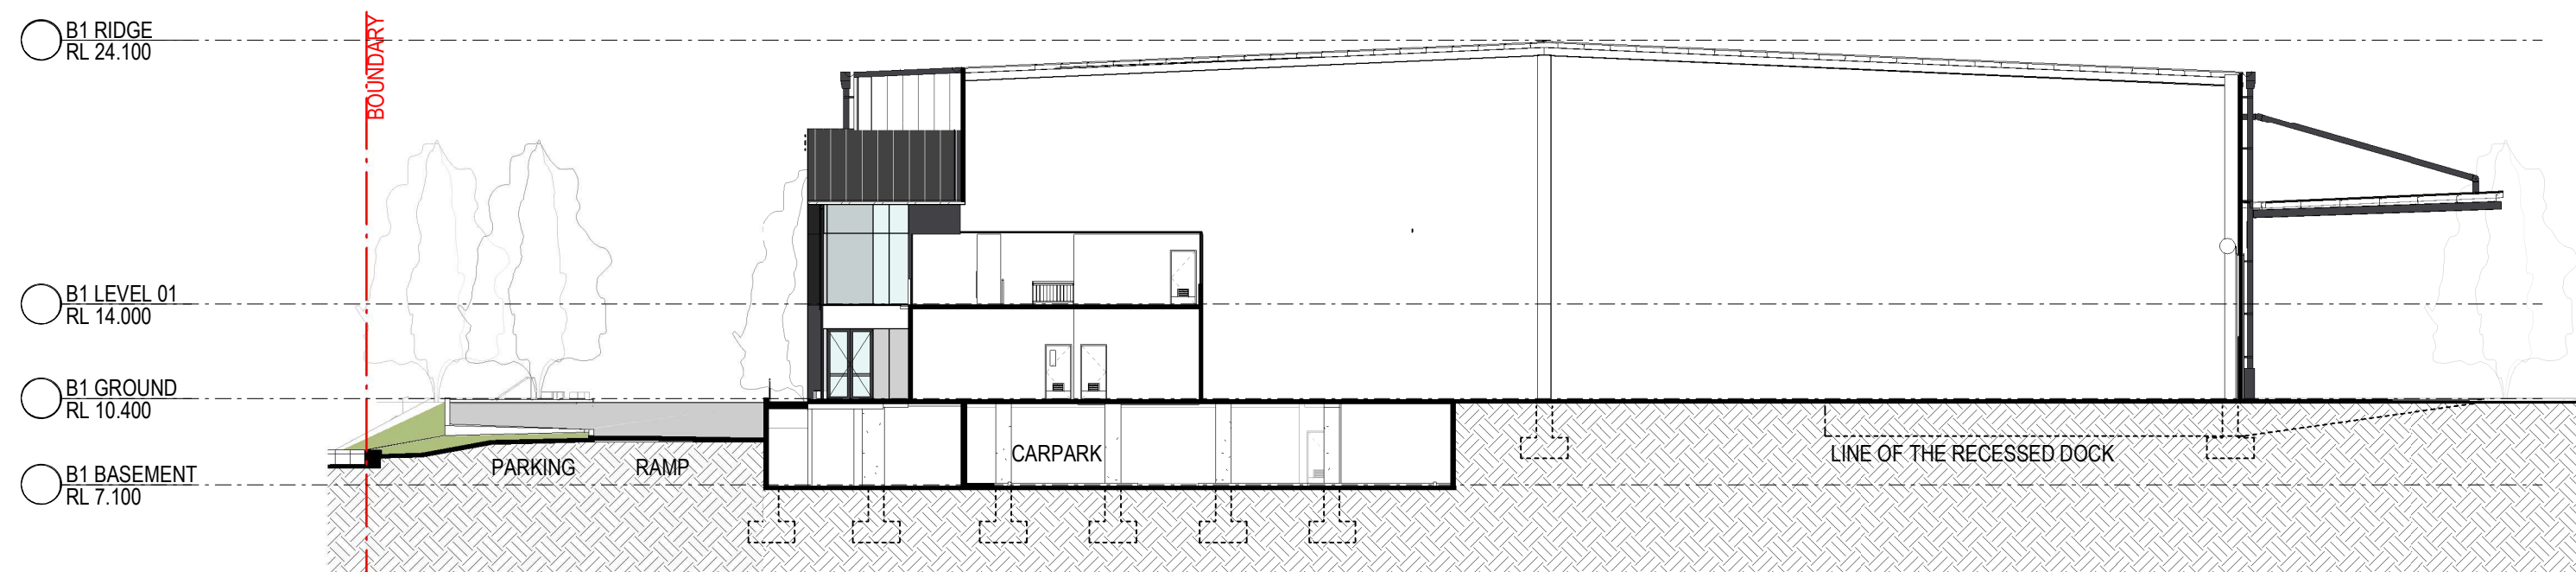 B1 RIDGE
RL 24.100
BOUNDARY
B1 LEVEL 01
RL 14.000
B1 GROUND
RL 10.400
B1 BASEMENT
RL 7.100
PARKING
RAMP
CARPARK
LINE OF THE RECESSED DOCK